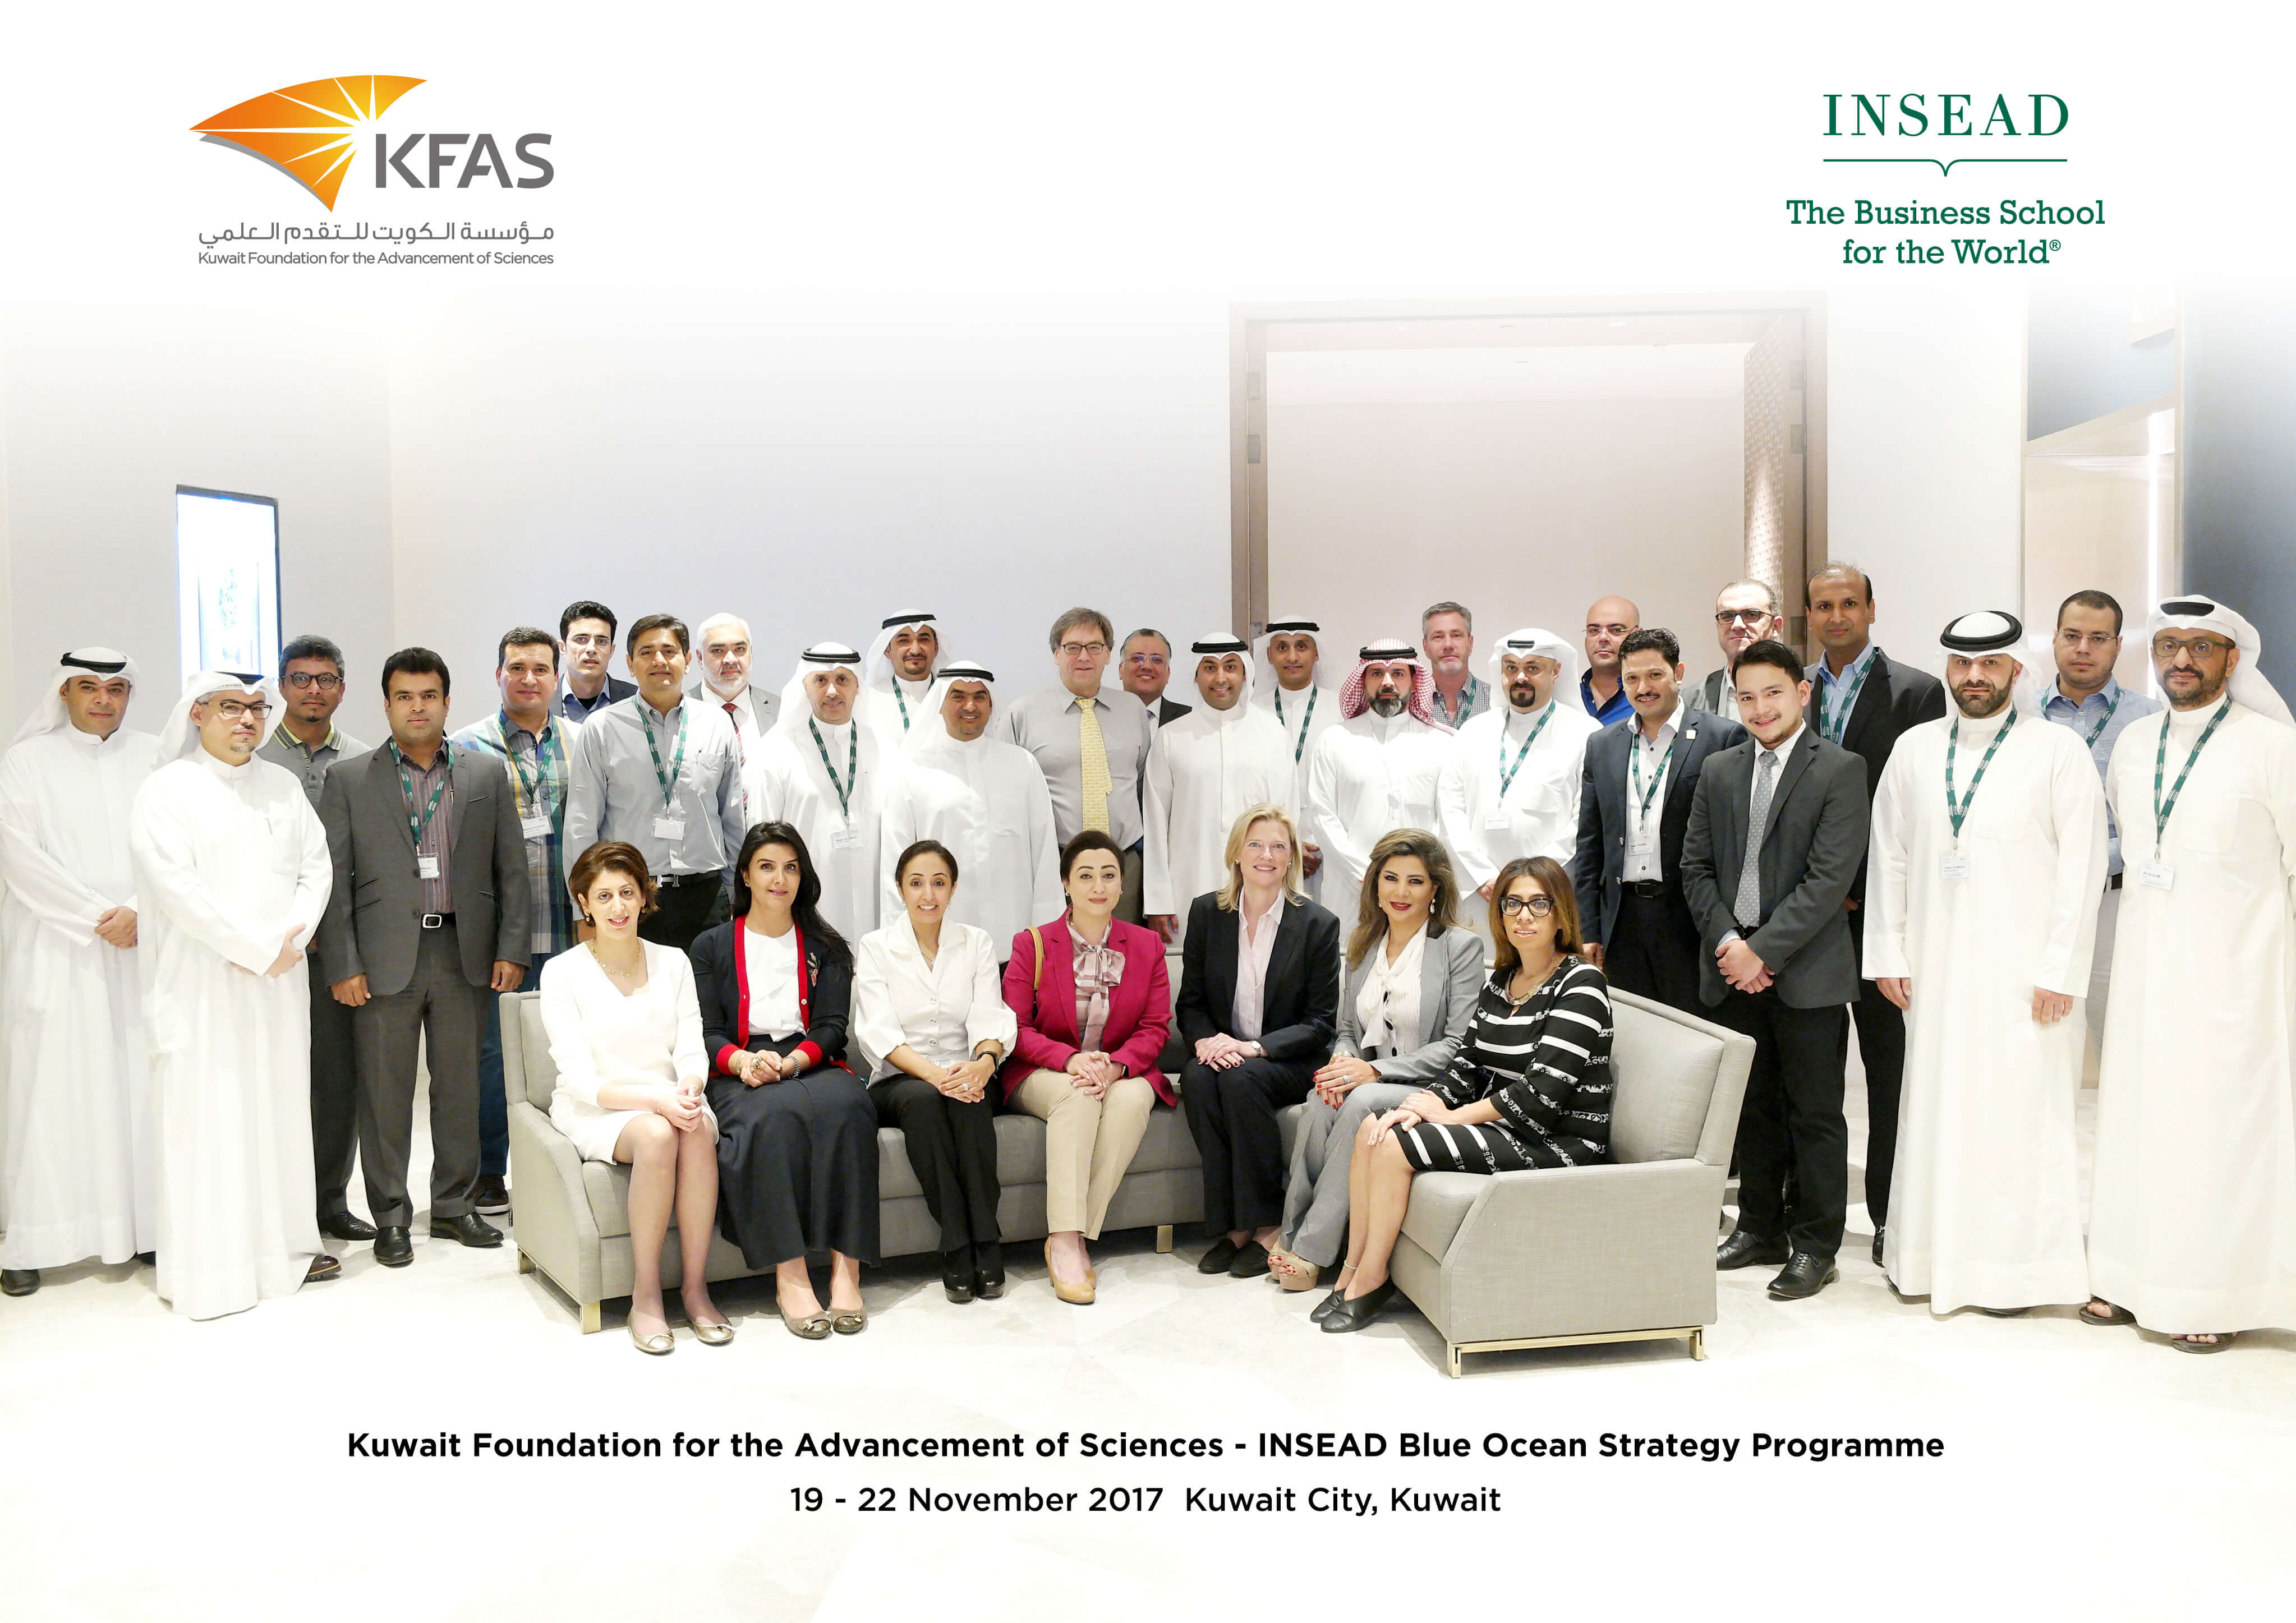 KFAS
مؤسسة الكويت للتقدم العلمي
Kuwait Foundation for the Advancement of Sciences
INSEAD
The Business School
for the World®
Kuwait Foundation for the Advancement of Sciences - INSEAD Blue Ocean Strategy Programme
19 - 22 November 2017 Kuwait City, Kuwait